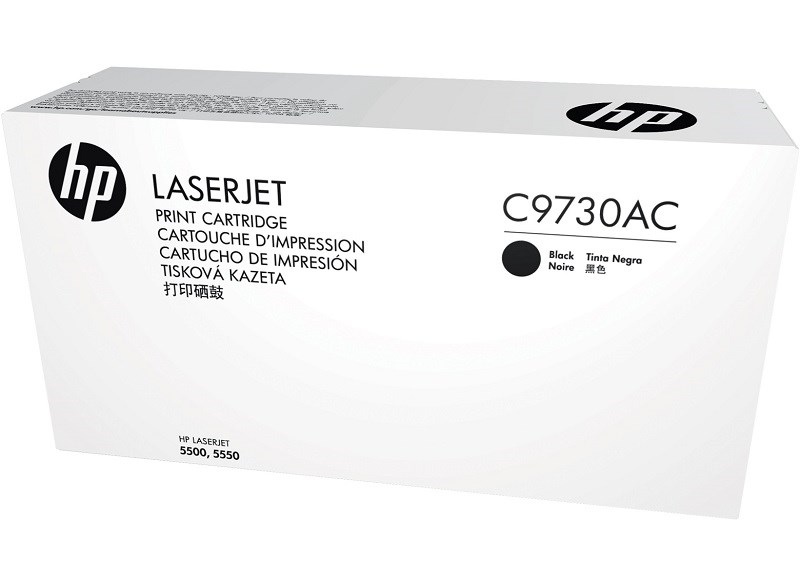 hp
hp
LASERJET
PRINT CARTRIDGE
CARTOUCHE D'IMPRESSION
CARTUCHO DE IMPRESIÓN
TISKOVÁ KAZETA
打印硒鼓
C9730AC
Black Tinta Negra
Noire 黑色
HP LASERJET
5500, 5550